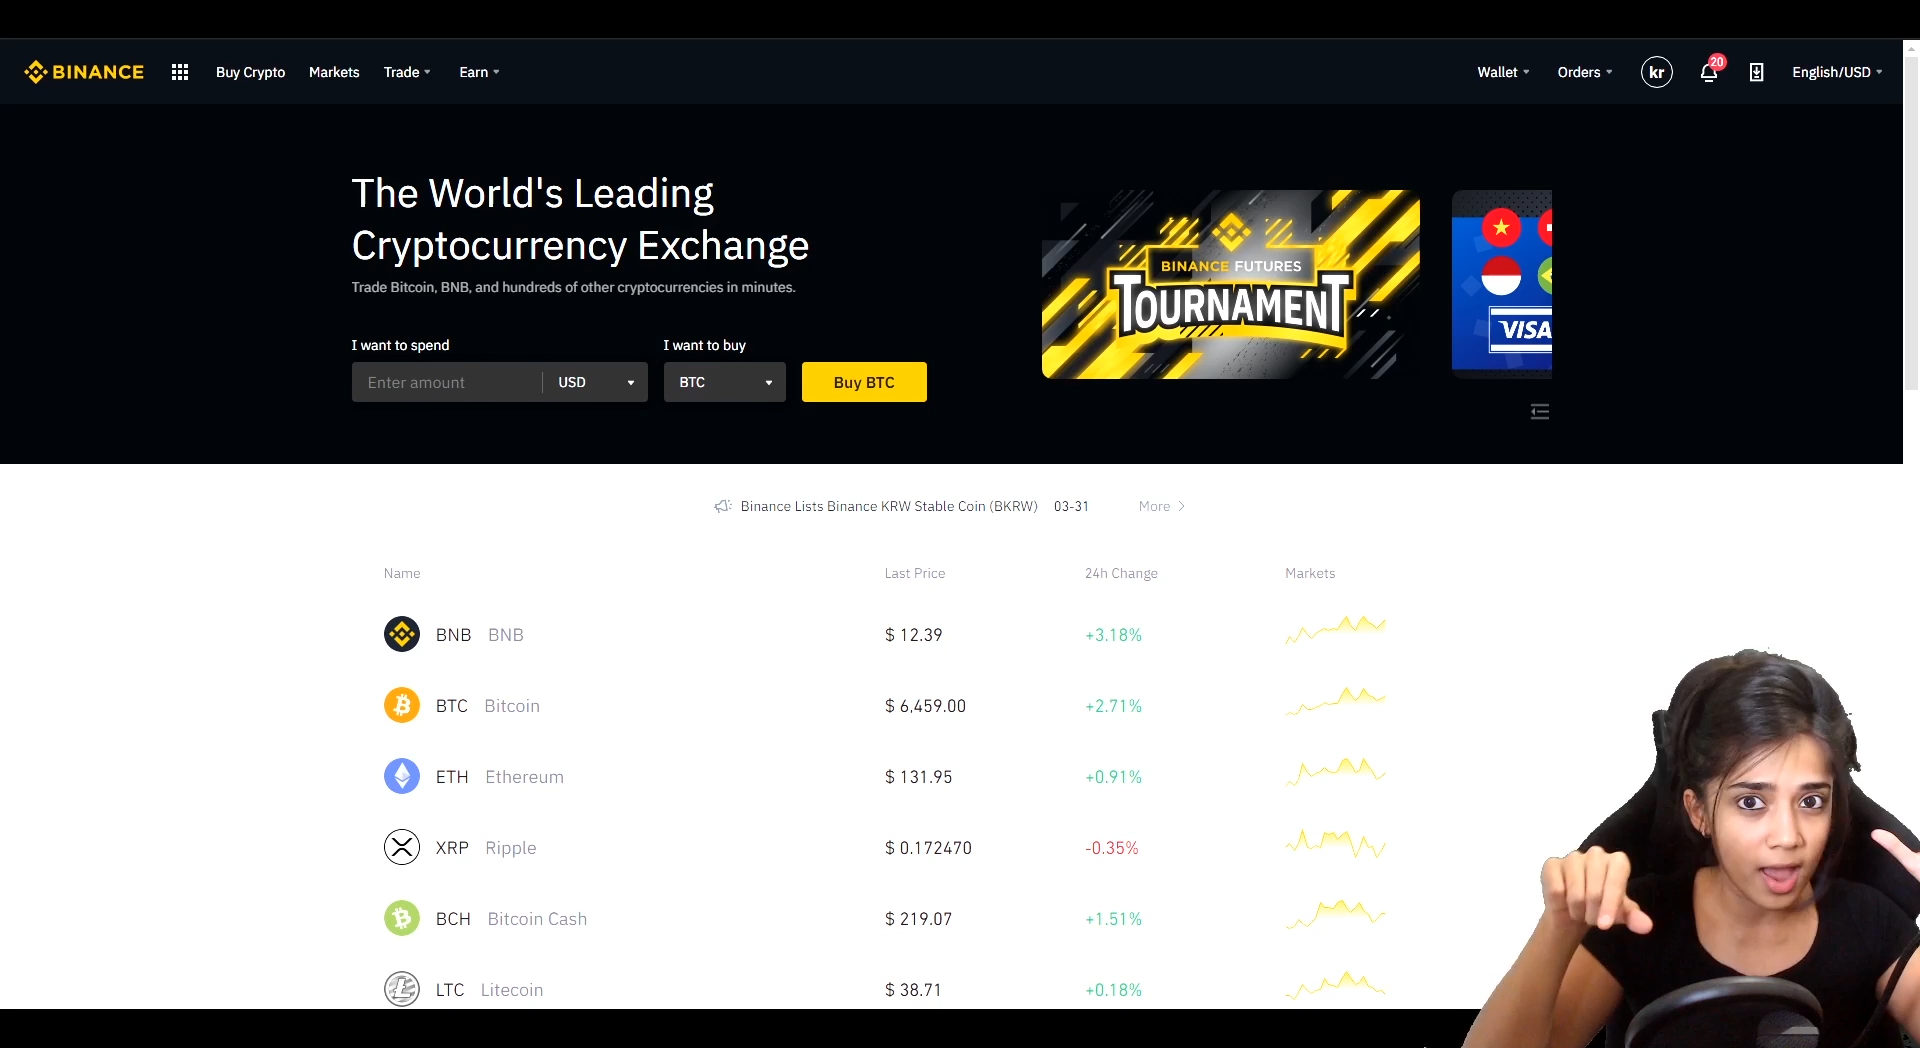 BINANCE
Buy Crypto
Markets
Trade
Earn
Wallet
Orders
kr
20
English/USD
The World's Leading
Cryptocurrency Exchange
Trade Bitcoin, BNB, and hundreds of other cryptocurrencies in minutes.
I want to spend
I want to buy
Enter amount
USD
BTC
Buy BTC
BINANCE FUTURES
TOURNAMENT
VISA
Binance Lists Binance KRW Stable Coin (BKRW) 03-31 More
Name Last Price 24h Change Markets
BNB BNB $ 12.39 +3.18%
BTC Bitcoin $ 6,459.00 +2.71%
ETH Ethereum $ 131.95 +0.91%
XRP Ripple $ 0.172470 -0.35%
BCH Bitcoin Cash $ 219.07 +1.51%
LTC Litecoin $ 38.71 +0.18%